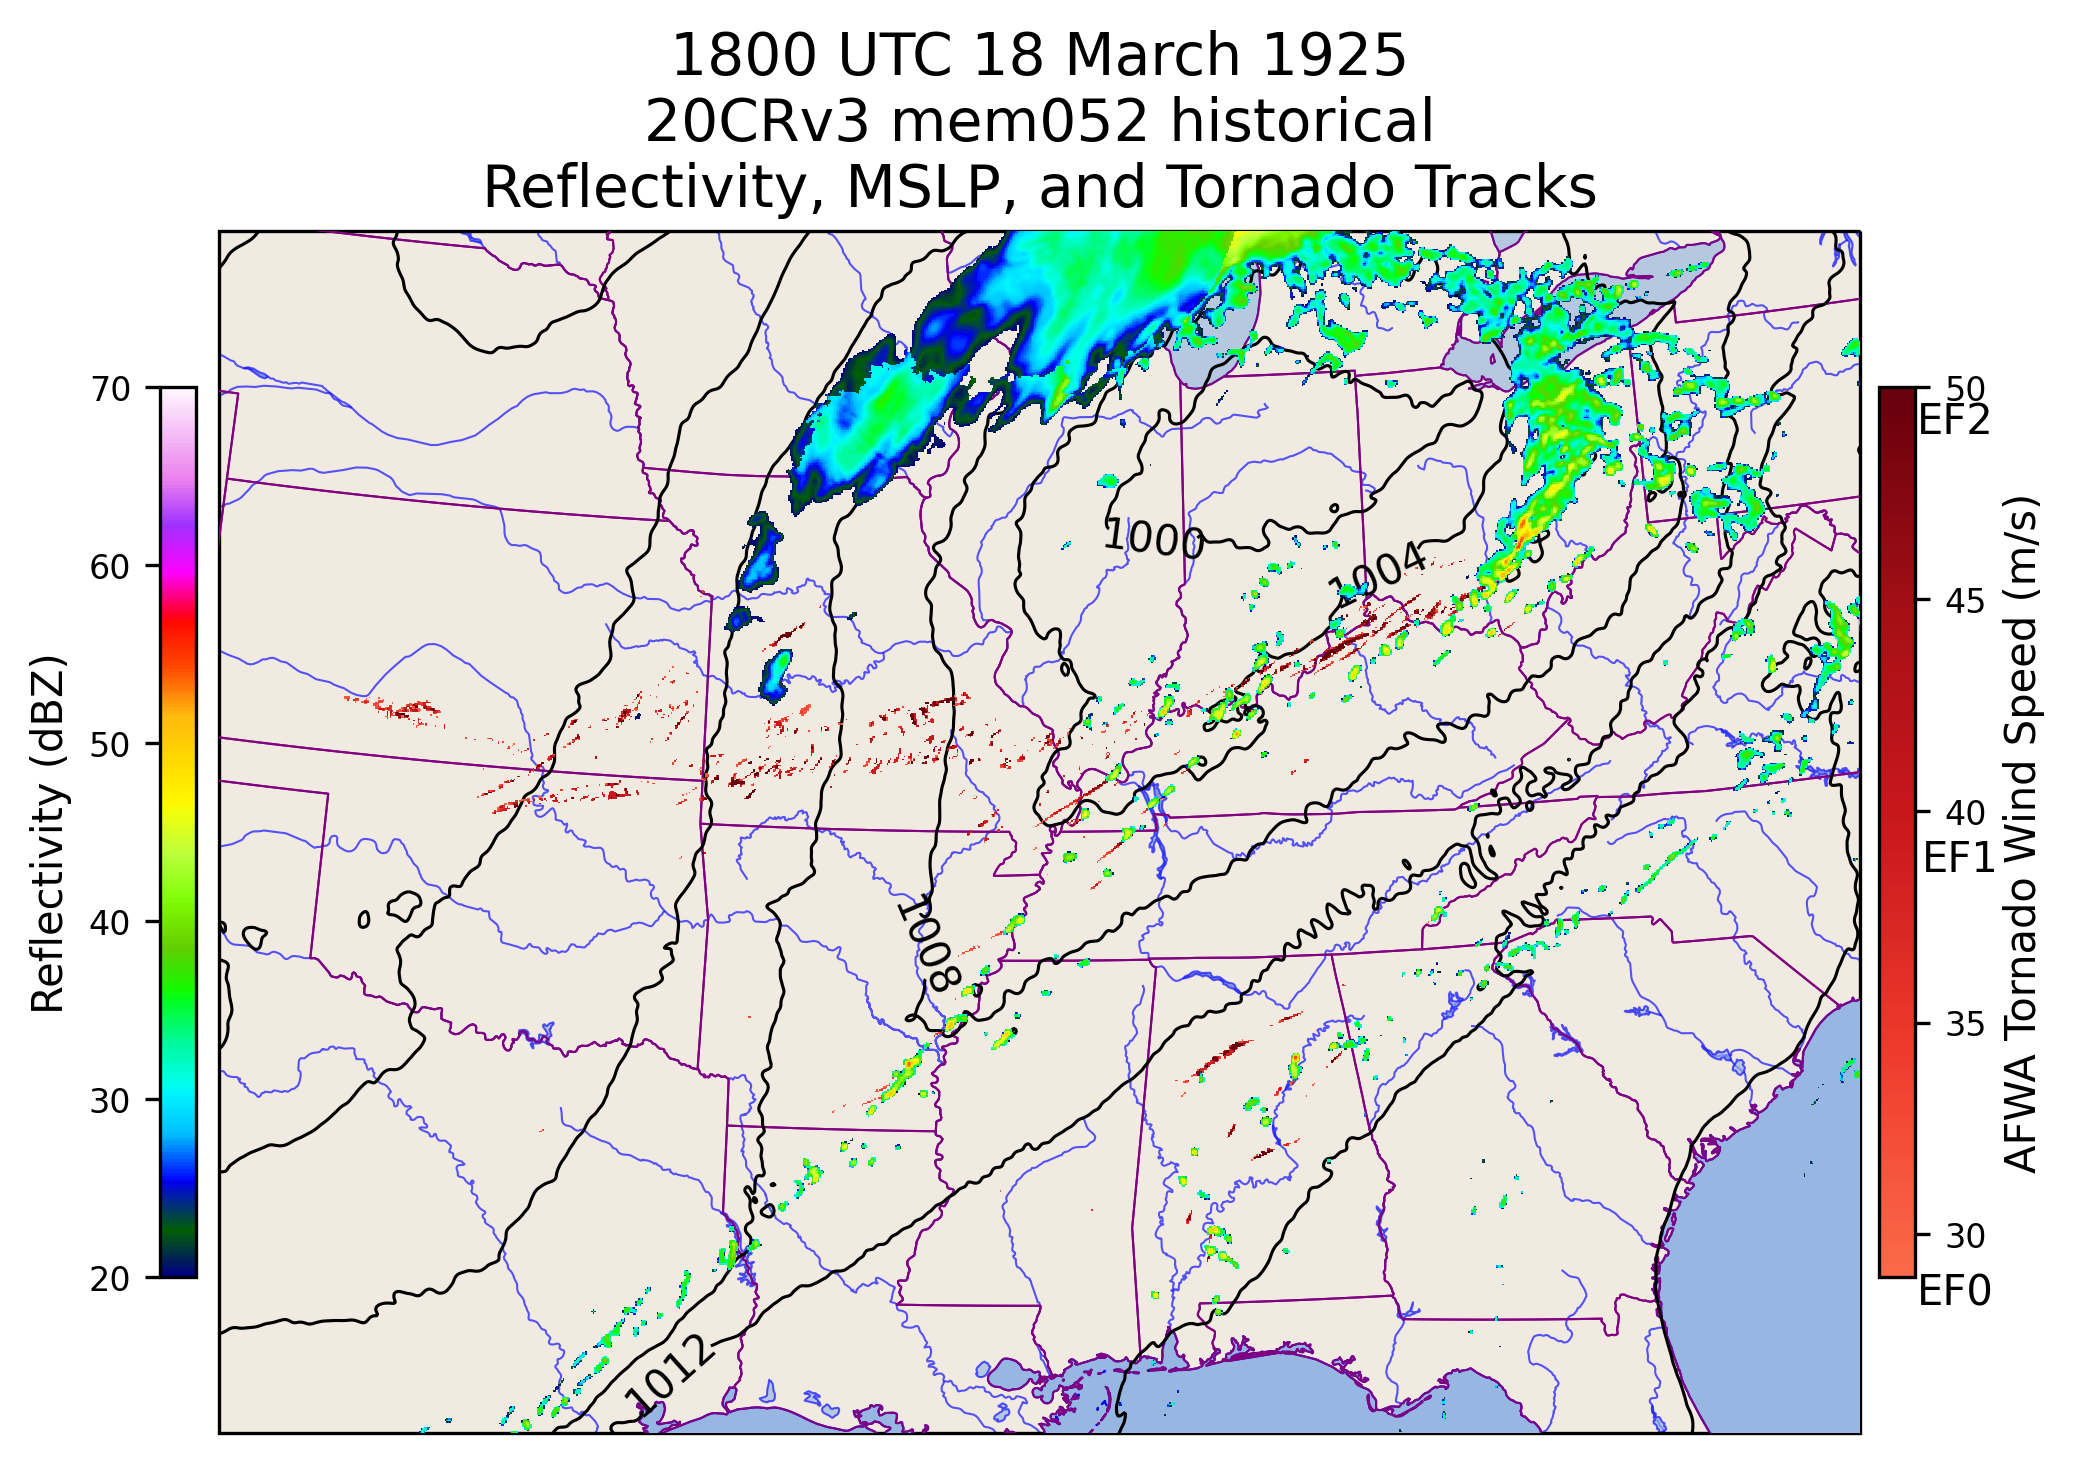 1800 UTC 18 March 1925
20CRv3 mem052 historical
Reflectivity, MSLP, and Tornado Tracks
70
60
50
40
30
20
Reflectivity (dBZ)
1000
1004
1008
1012
50
EF2
45
40
EF1
35
30
EF0
AFWA Tornado Wind Speed (m/s)